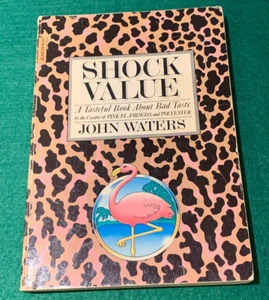 SHOCK
VALUE
A Tasteful Book About Bad Taste
by the Creator of PINK FLAMINGOS and POLYESTER
JOHN WATERS